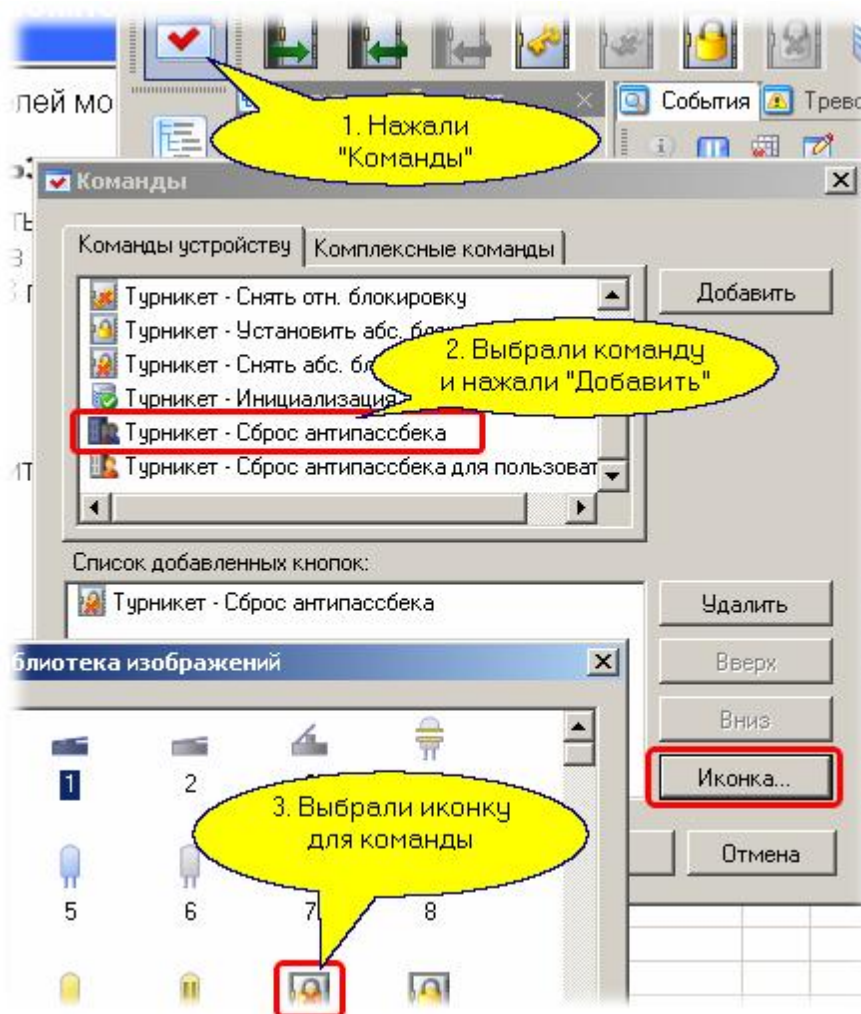 лей мо
События
Трево
1. Нажали
"Команды"
Команды
Команды устройству
Комплексные команды
Турникет - Снять отн. блокировку
Добавить
Турникет - Установить абс. бл
2. Выбрали команду
и нажали "Добавить"
Турникет - Снять абс. бл
Турникет - Инициализация
Турникет - Сброс антипассбека
Турникет - Сброс антипассбека для пользоват
Список добавленных кнопок:
Турникет - Сброс антипассбека
Удалить
блиотека изображений
Вверх
Вниз
1
2
Иконка...
3. Выбрали иконку
для команды
Отмена
5
6
7
8